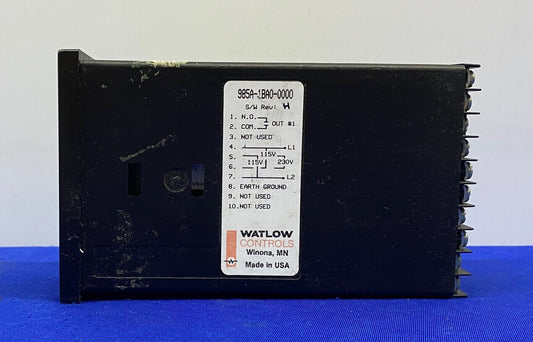 985A-1BA0-0000
S/W Rev: H
1. N.O.
2. COM. OUT #1
3. NOT USED
4. L1
5. 115V
6. 115V 230V
7. L2
8. EARTH GROUND
9. NOT USED
10. NOT USED
WATLOW
CONTROLS
Winona, MN
Made in USA